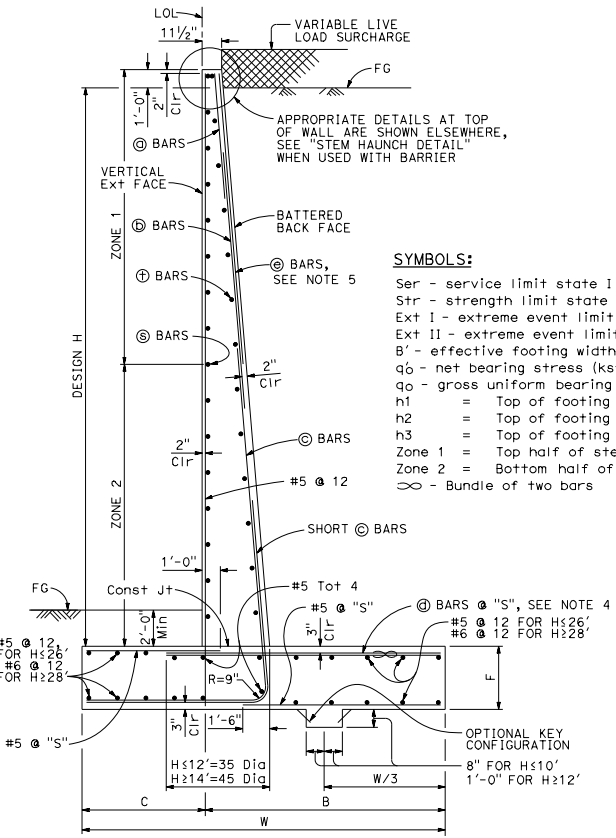 LOL
11½"
VARIABLE LIVE
LOAD SURCHARGE
FG
1'-0"
2"
Clr
APPROPRIATE DETAILS AT TOP
OF WALL ARE SHOWN ELSEWHERE,
SEE "STEM HAUNCH DETAIL"
WHEN USED WITH BARRIER
ⓐ BARS
VERTICAL
Ext FACE
ZONE 1
ⓑ BARS
BATTERED
BACK FACE
ⓔ BARS,
SEE NOTE 5
ⓕ BARS
ⓢ BARS
DESIGN H
2"
Clr
SYMBOLS:
Ser - service limit state I
Str - strength limit state
Ext I - extreme event limit
Ext II - extreme event limit
B' - effective footing width
q'o - net bearing stress (ks
qo - gross uniform bearing
h1 = Top of footing
h2 = Top of footing
h3 = Top of footing
Zone 1 = Top half of ste
Zone 2 = Bottom half of
- Bundle of two bars
2"
Clr
ⓒ BARS
#5 @ 12
ZONE 2
SHORT ⓒ BARS
1'-0"
FG
Const Jt
#5 Tot 4
2'-0"
Min
#5 @ "S"
ⓓ BARS @ "S", SEE NOTE 4
3"
Clr
#5 @ 12 FOR H≤26'
#6 @ 12 FOR H≥28'
#5 @ 12,
FOR H≤26'
#6 @ 12
FOR H≥28'
R=9"
F
#5 @ "S"
3"
Clr
1'-6"
OPTIONAL KEY
CONFIGURATION
H≤12'=35 Dia
H≥14'=45 Dia
W/3
8" FOR H≤10'
1'-0" FOR H≥12'
C
B
W